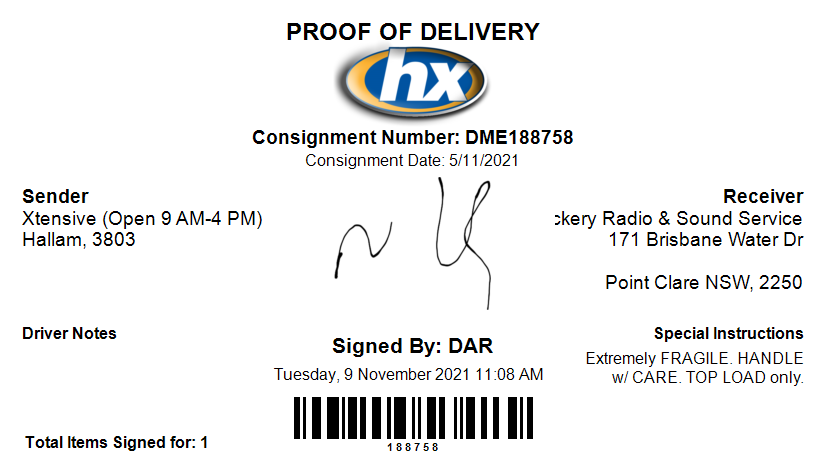 PROOF OF DELIVERY
hx
Consignment Number: DME188758
Consignment Date: 5/11/2021
Sender
Xtensive (Open 9 AM-4 PM)
Hallam, 3803
Receiver
ckery Radio & Sound Service
171 Brisbane Water Dr
Point Clare NSW, 2250
Driver Notes
Signed By: DAR
Tuesday, 9 November 2021 11:08 AM
Special Instructions
Extremely FRAGILE. HANDLE
w/ CARE. TOP LOAD only.
188758
Total Items Signed for: 1